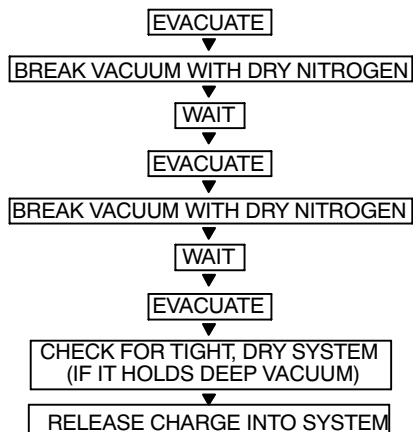 EVACUATE
BREAK VACUUM WITH DRY NITROGEN
WAIT
EVACUATE
BREAK VACUUM WITH DRY NITROGEN
WAIT
EVACUATE
CHECK FOR TIGHT, DRY SYSTEM
(IF IT HOLDS DEEP VACUUM)
RELEASE CHARGE INTO SYSTEM